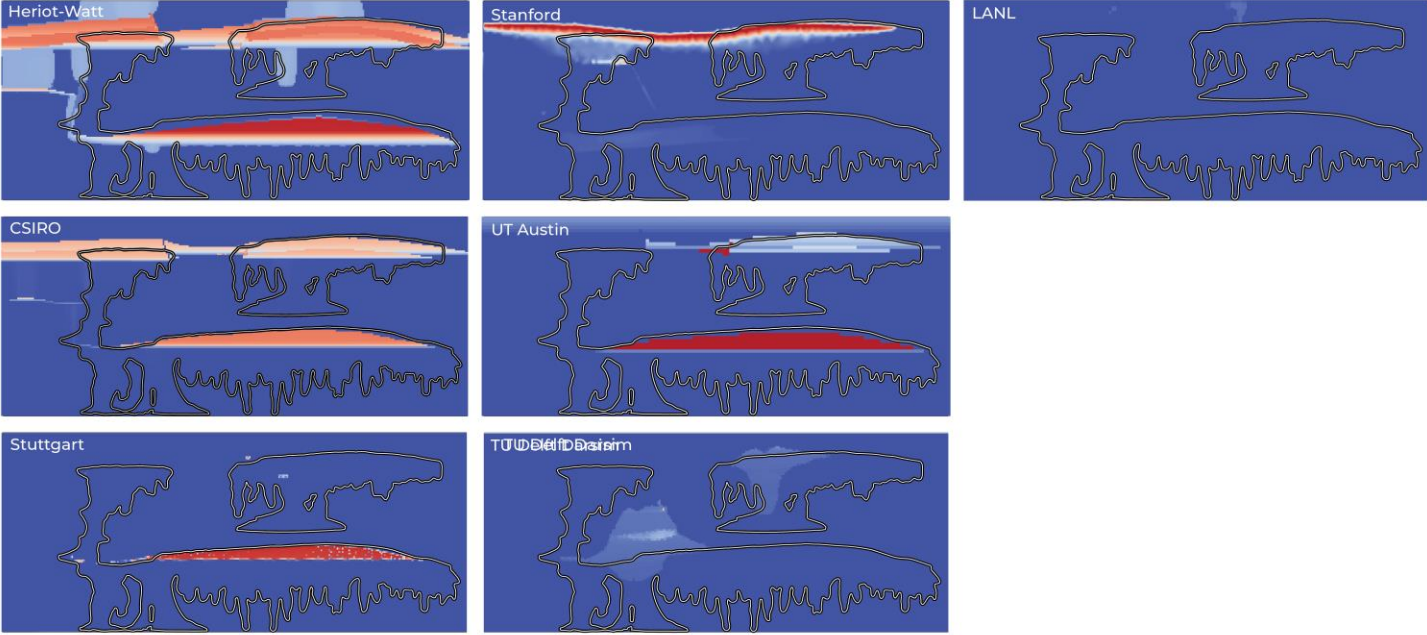 Heriot-Watt
Stanford
LANL
CSIRO
UT Austin
Stuttgart